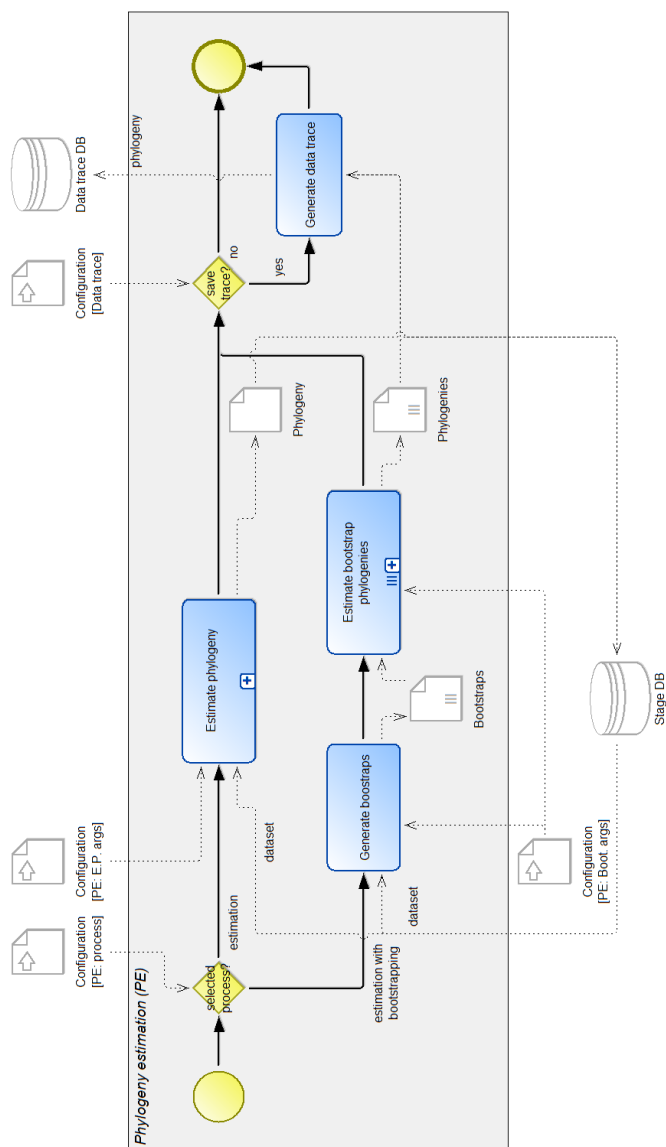 Phylogeny estimation (PE)
Configuration
[PE: process]
Configuration
[PE: E.P. args]
Configuration
[Data trace]
Data trace DB
selected
process?
estimation
dataset
Estimate phylogeny
Phylogeny
save
trace?
no
yes
phylogeny
Generate data trace
estimation with
bootstrapping
dataset
Generate boostraps
Bootstraps
Estimate bootstrap
phylogenies
Phylogenies
Configuration
[PE: Boot. args]
Stage DB